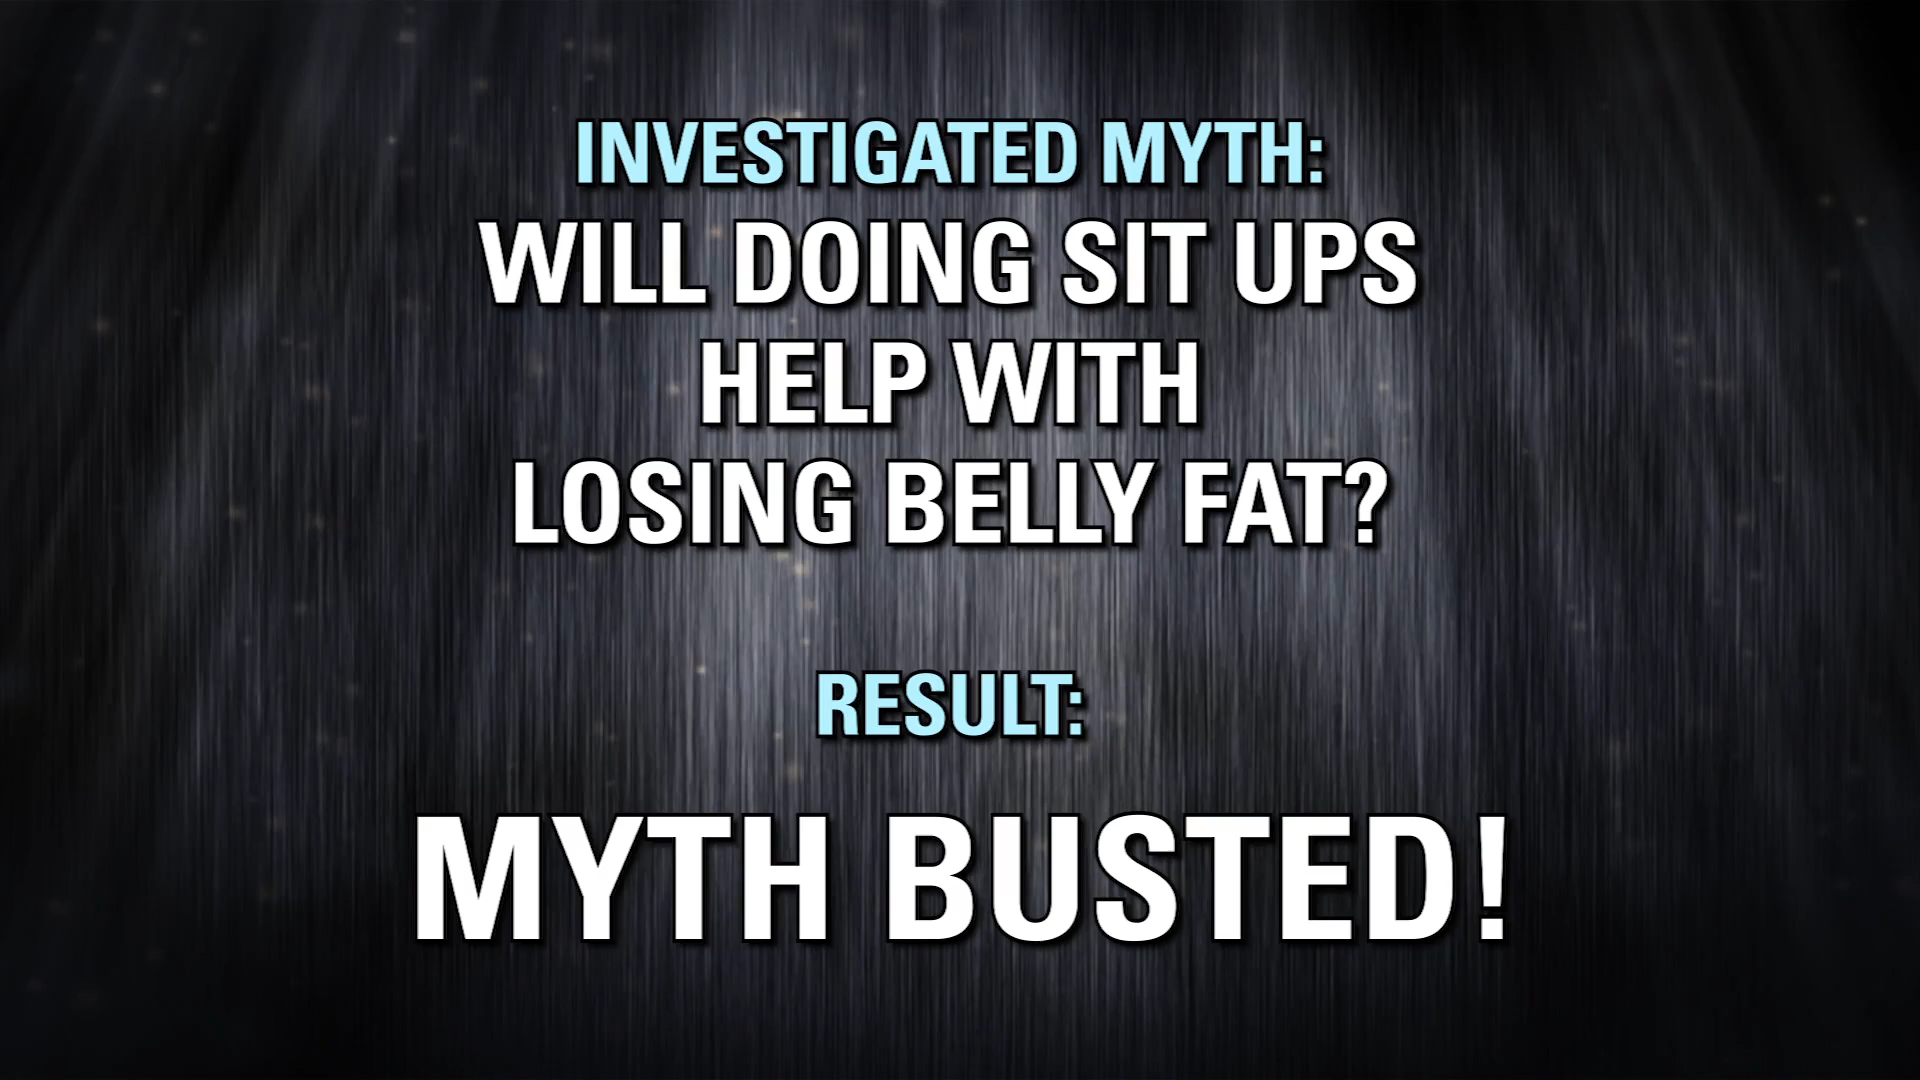 INVESTIGATED MYTH:
WILL DOING SIT UPS
HELP WITH
LOSING BELLY FAT?
RESULT:
MYTH BUSTED!